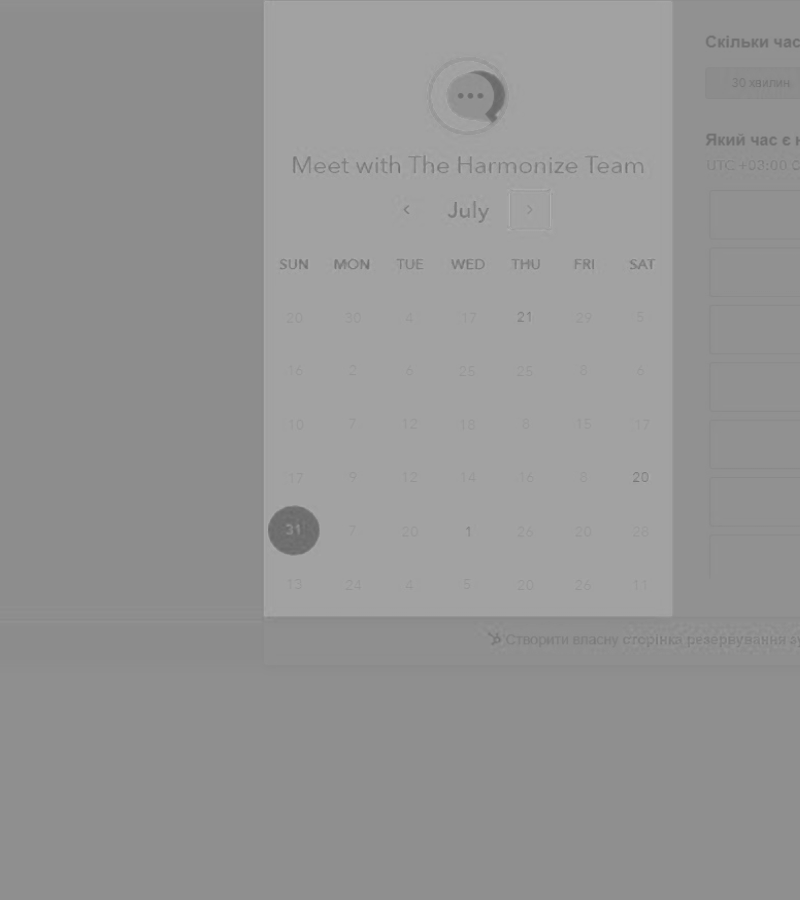 Meet with The Harmonize Team
July
SUN MON TUE WED THU FRI SAT
20 30 4 17 21 29 5
16 2 6 25 25 8 6
10 7 12 18 8 15 17
17 9 12 14 16 8 20
31 7 20 1 26 20 28
13 24 4 5 20 26 11
Скільки час
30 хвилин
Який час є н
UTC +03:00
Створити власну сторінка резервування